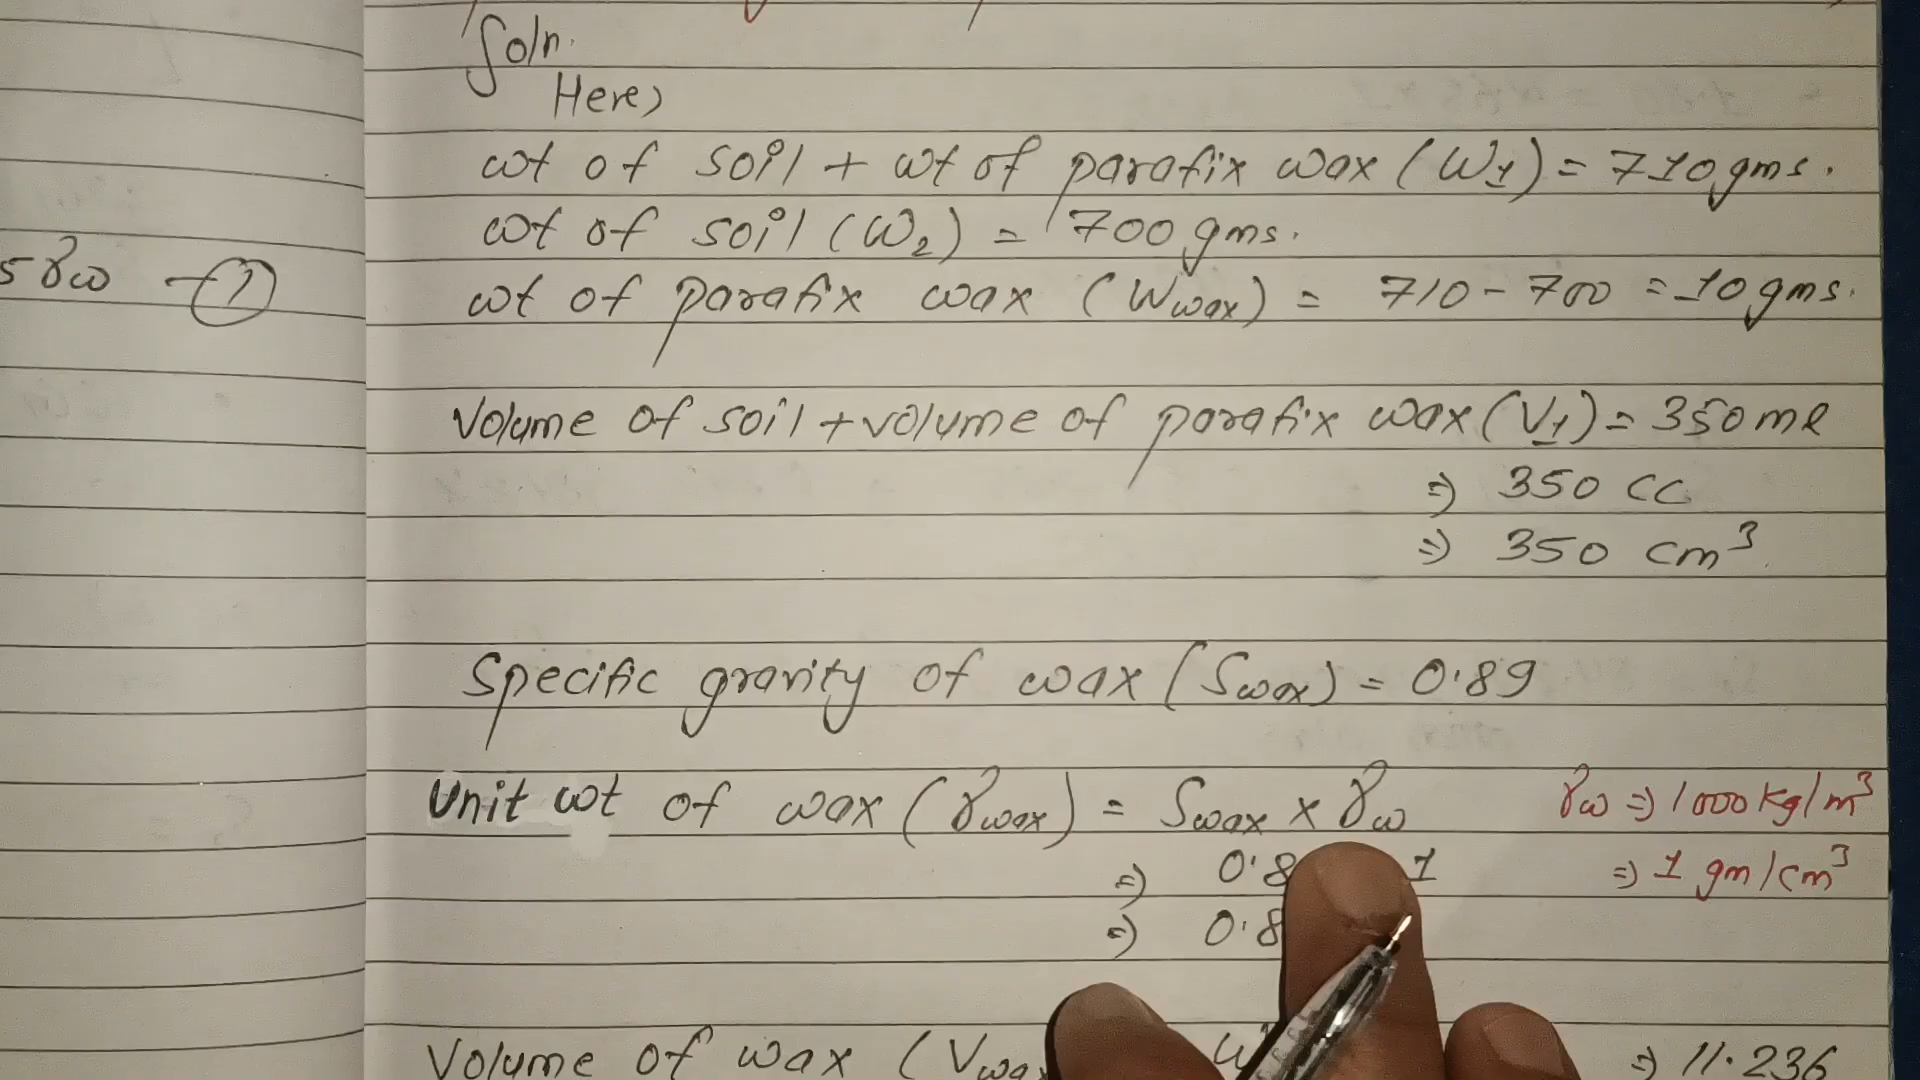 Soln.
Here,
wt of soil + wt of parafix wax (W1) = 710 gms.
wt of soil (W2) = 700 gms.
5 γw - ①
wt of parafix wax (Wwax) = 710 - 700 = 10 gms.
Volume of soil + volume of parafix wax (V1) = 350 ml
⇒ 350 CC
⇒ 350 cm³
Specific gravity of wax (Swax) = 0.89
Unit wt of wax (γwax) = Swax × γw
γw ⇒ 1000 kg/m³
⇒ 0.8 1
⇒ 1 gm/cm³
⇒ 0.8
Volume of wax (Vwax ⇒ 11.236